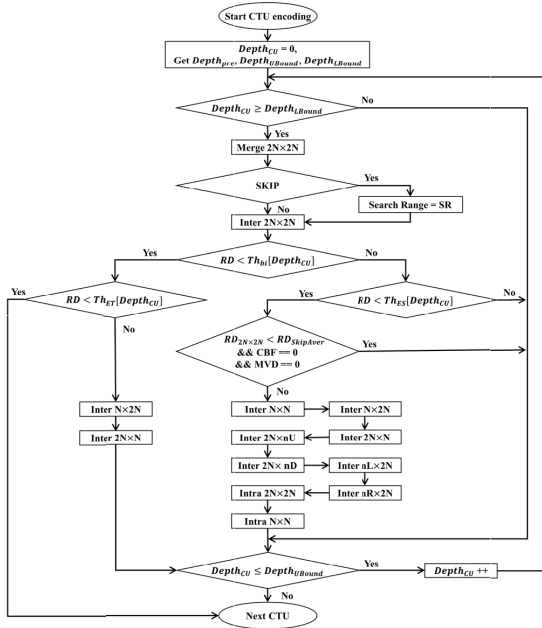 Start CTU encoding
Depth_CU = 0,
Get Depth_pre, Depth_UBound, Depth_LBound
Depth_CU ≥ Depth_LBound
No
Yes
Merge 2N×2N
SKIP
Yes
Search Range = SR
No
Inter 2N×2N
Yes
RD < Th_bi[Depth_CU]
No
Yes
RD < Th_ET[Depth_CU]
No
Yes
RD < Th_ES[Depth_CU]
No
RD_2N×2N < RD_SkipAver
&& CBF == 0
&& MVD == 0
Yes
No
Inter N×2N
Inter 2N×N
Inter N×N
Inter N×2N
Inter 2N×nU
Inter 2N×N
Inter 2N× nD
Inter nL×2N
Intra 2N×2N
Inter nR×2N
Intra N×N
Depth_CU ≤ Depth_UBound
Yes
Depth_CU ++
No
Next CTU